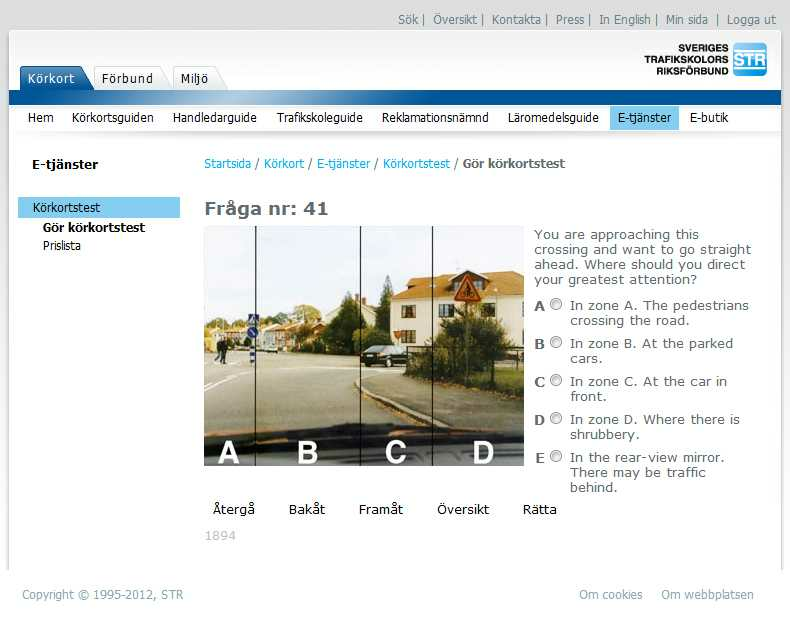 Sök | Översikt | Kontakta | Press | In English | Min sida | Logga ut
SVERIGES
TRAFIKSKOLORS
RIKSFÖRBUND
STR
Körkort Förbund Miljö
Hem Körkortsguiden Handledarguide Trafikskoleguide Reklamationsnämnd Läromedelsguide E-tjänster E-butik
E-tjänster
Startsida / Körkort / E-tjänster / Körkortstest / Gör körkortstest
Körkortstest
Gör körkortstest
Prislista
Fråga nr: 41
You are approaching this
crossing and want to go straight
ahead. Where should you direct
your greatest attention?
A In zone A. The pedestrians
crossing the road.
B In zone B. At the parked
cars.
C In zone C. At the car in
front.
D In zone D. Where there is
shrubbery.
E In the rear-view mirror.
There may be traffic
behind.
A B C D
Återgå Bakåt Framåt Översikt Rätta
1894
Copyright © 1995-2012, STR
Om cookies Om webbplatsen